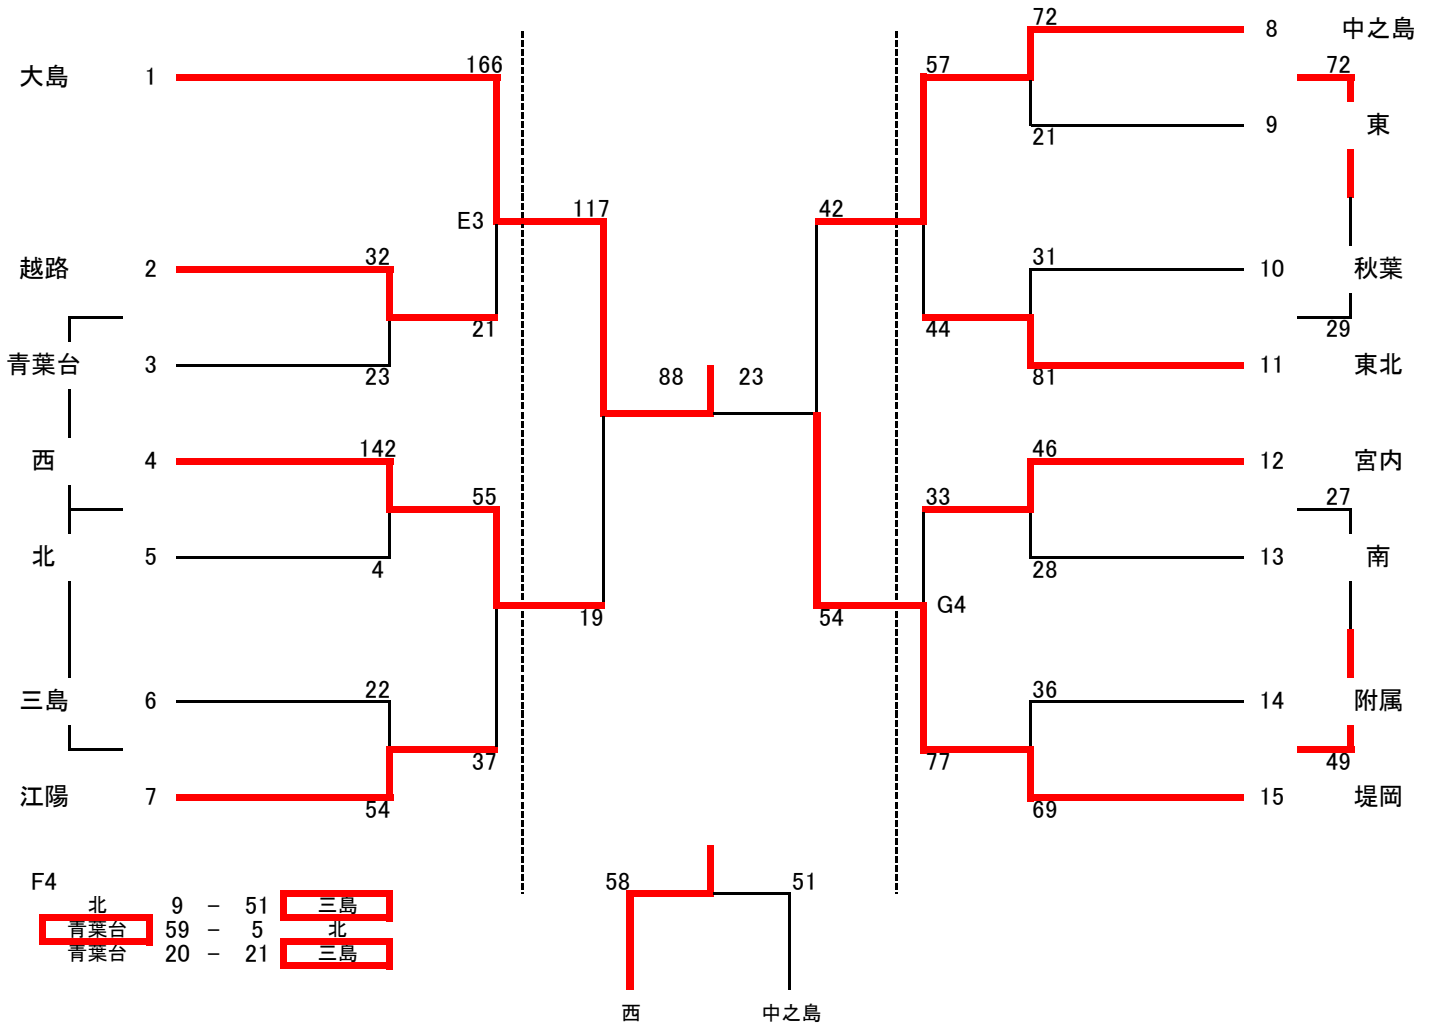 72
8 中之島
166
57
72
大島 1
21
9 東
E3
117
42
越路 2
32
31
10 秋葉
21
44
29
青葉台 3
23
88 23
81
11 東北
西 4
142
46
12 宮内
55
33
27
北 5
4
28
13 南
19
54
G4
三島 6
22
36
14 附属
37
77
49
江陽 7
54
69
15 堤岡
F4
58 51
北 9 - 51 三島
青葉台 59 - 5 北
青葉台 20 - 21 三島
西 中之島